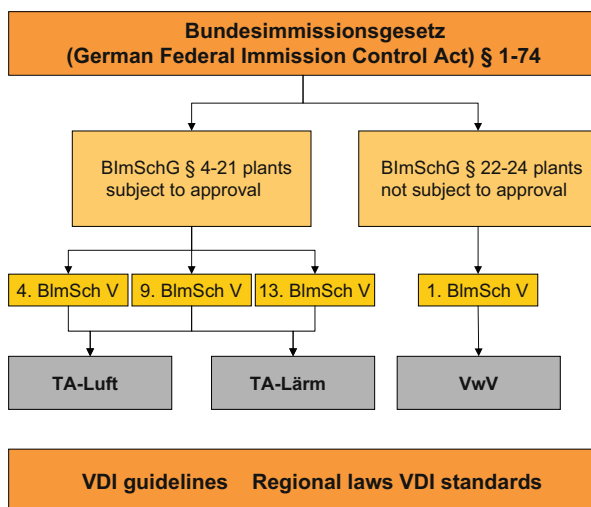 Bundesimmissionsgesetz
(German Federal Immission Control Act) § 1-74
BImSchG § 4-21 plants
subject to approval
BImSchG § 22-24 plants
not subject to approval
4. BImSch V
9. BImSch V
13. BImSch V
1. BImSch V
TA-Luft
TA-Lärm
VwV
VDI guidelines Regional laws VDI standards